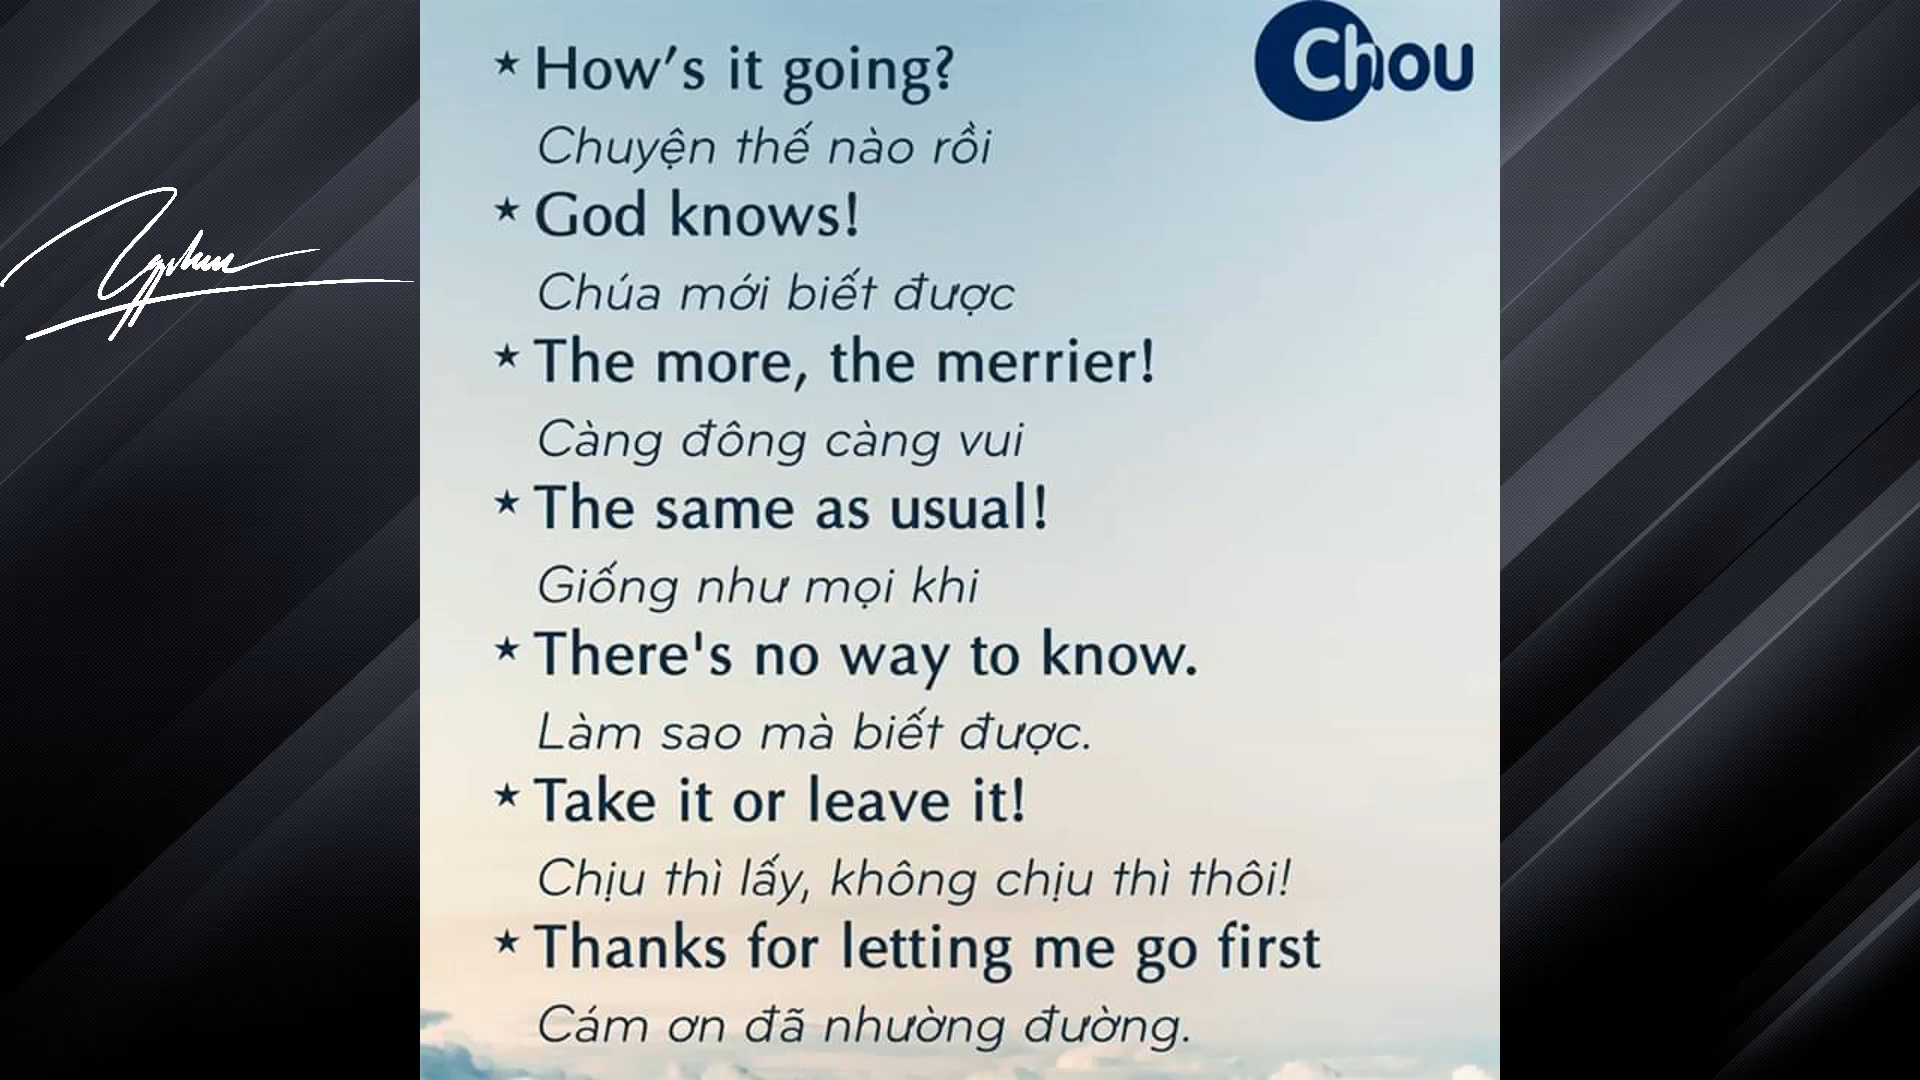 Chou
★ How's it going?
Chuyện thế nào rồi
★ God knows!
Chúa mới biết được
★ The more, the merrier!
Càng đông càng vui
★ The same as usual!
Giống như mọi khi
★ There's no way to know.
Làm sao mà biết được.
★ Take it or leave it!
Chịu thì lấy, không chịu thì thôi!
★ Thanks for letting me go first
Cám ơn đã nhường đường.